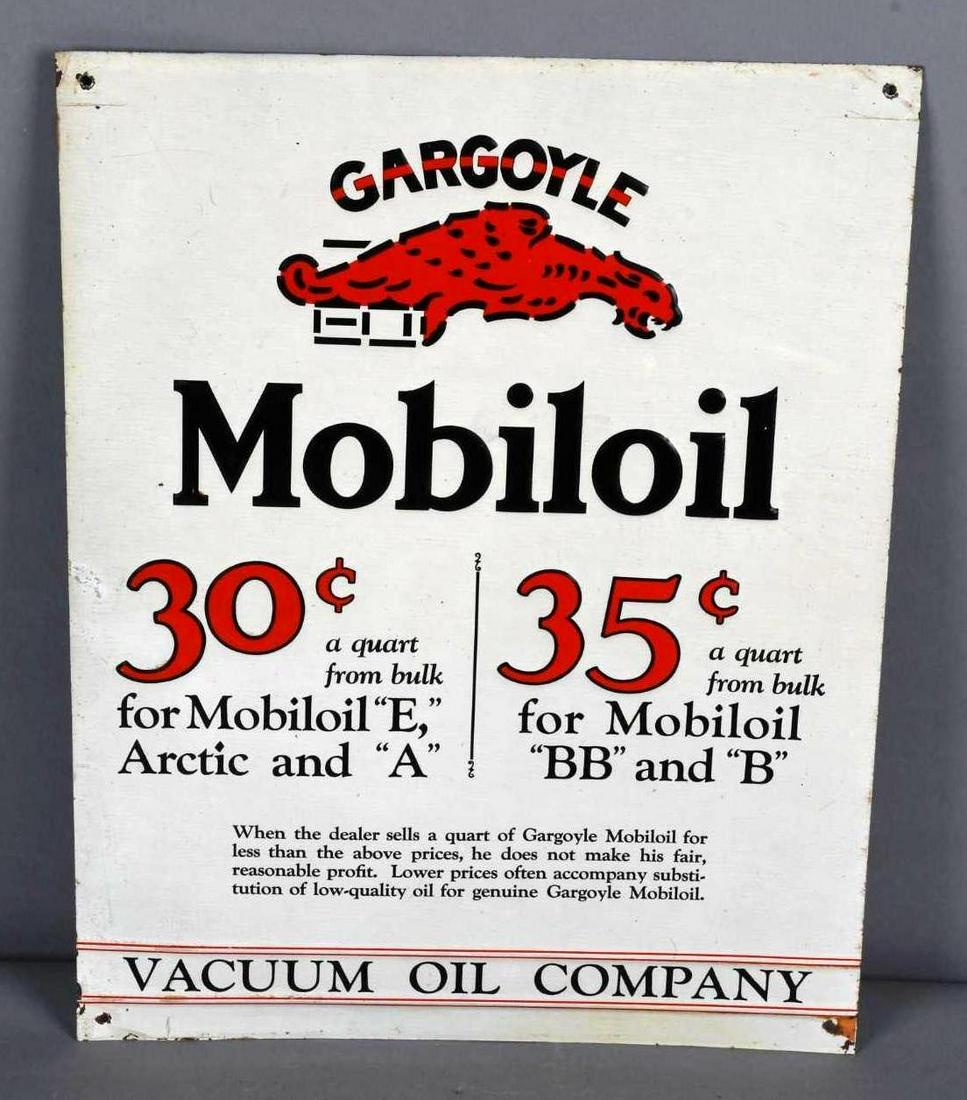 GARGOYLE
Mobiloil
30¢
a quart
from bulk
for Mobiloil “E,”
Arctic and “A”
35¢
a quart
from bulk
for Mobiloil
“BB” and “B”
When the dealer sells a quart of Gargoyle Mobiloil for
less than the above prices, he does not make his fair,
reasonable profit. Lower prices often accompany substi-
tution of low-quality oil for genuine Gargoyle Mobiloil.
VACUUM OIL COMPANY